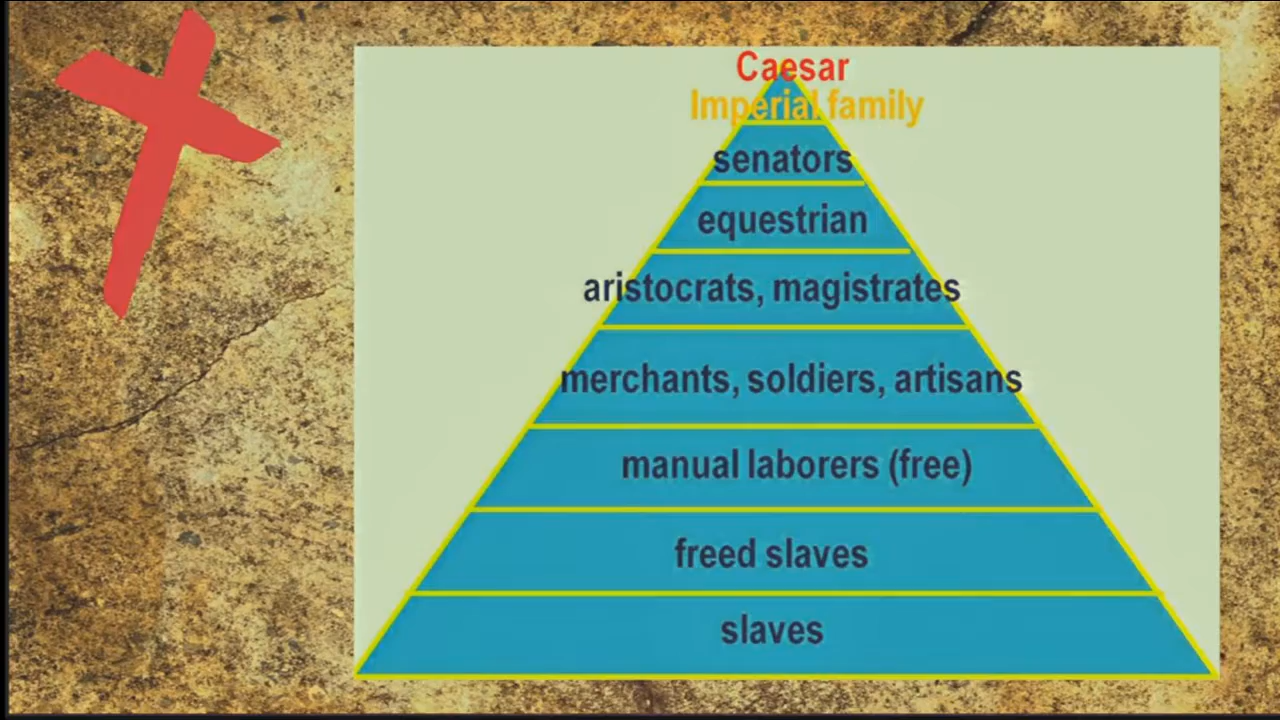 Caesar
Imperial family
senators
equestrian
aristocrats, magistrates
merchants, soldiers, artisans
manual laborers (free)
freed slaves
slaves